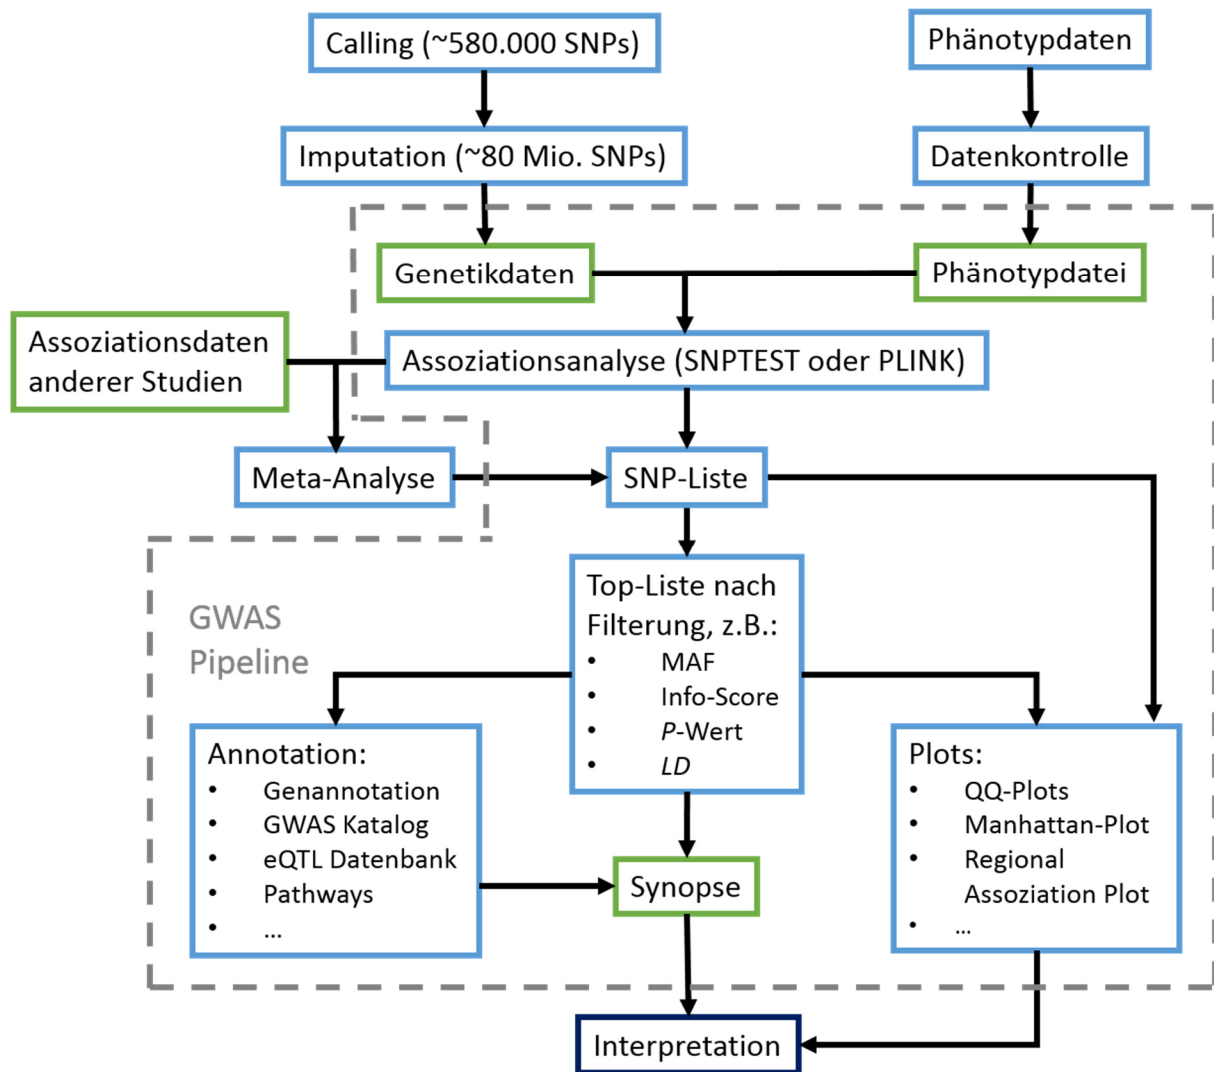 Calling (~580.000 SNPs)
Phänotypdaten
Imputation (~80 Mio. SNPs)
Datenkontrolle
Genetikdaten
Phänotypdatei
Assoziationsdaten
anderer Studien
Assoziationsanalyse (SNPTEST oder PLINK)
Meta-Analyse
SNP-Liste
GWAS
Pipeline
Top-Liste nach
Filterung, z.B.:
• MAF
• Info-Score
• P-Wert
• LD
Annotation:
• Genannotation
• GWAS Katalog
• eQTL Datenbank
• Pathways
• ...
Synopse
Plots:
• QQ-Plots
• Manhattan-Plot
• Regional
Assoziation Plot
• ...
Interpretation